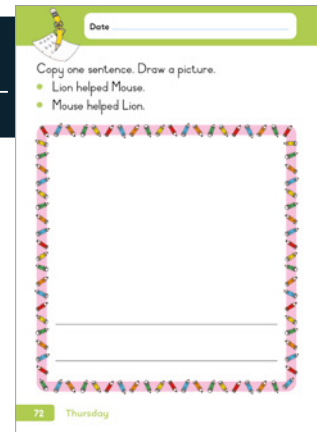 Date
Copy one sentence. Draw a picture.
Lion helped Mouse.
Mouse helped Lion.
72 Thursday